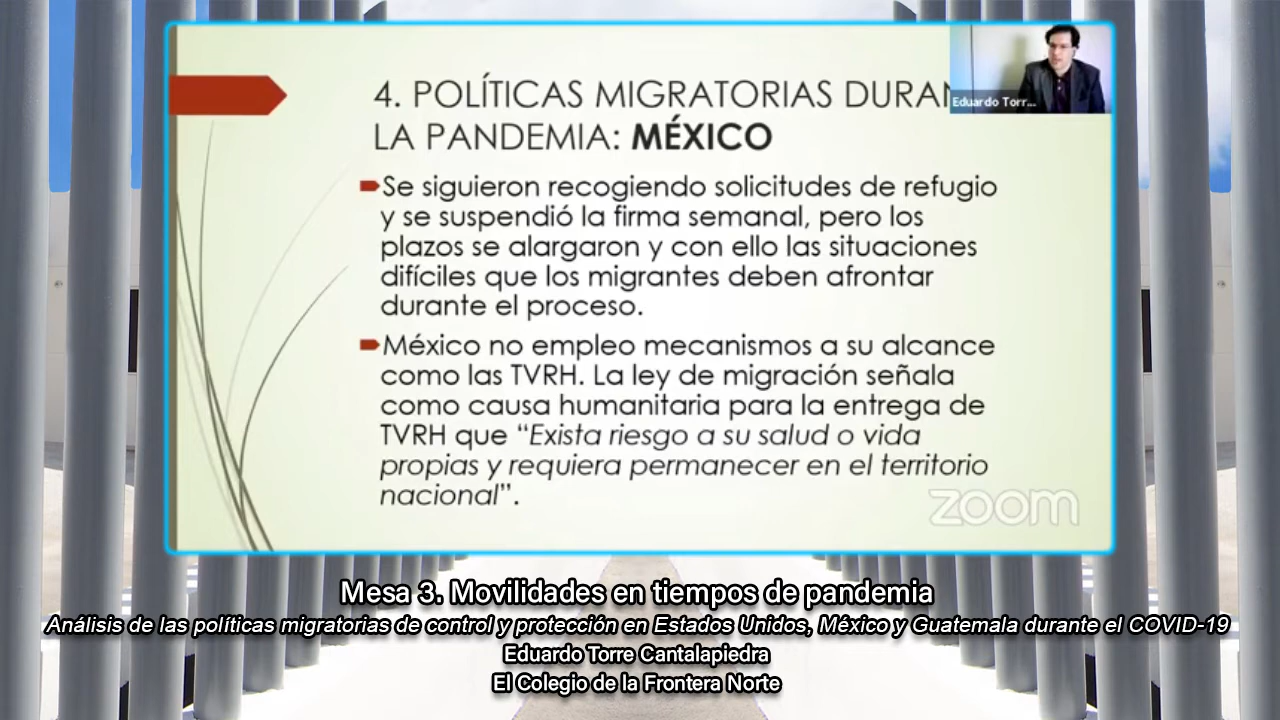 4. POLÍTICAS MIGRATORIAS DURAN
LA PANDEMIA: MÉXICO
Eduardo Torr...
Se siguieron recogiendo solicitudes de refugio
y se suspendió la firma semanal, pero los
plazos se alargaron y con ello las situaciones
difíciles que los migrantes deben afrontar
durante el proceso.
México no empleo mecanismos a su alcance
como las TVRH. La ley de migración señala
como causa humanitaria para la entrega de
TVRH que “Exista riesgo a su salud o vida
propias y requiera permanecer en el territorio
nacional”.
zoom
Mesa 3. Movilidades en tiempos de pandemia
Análisis de las políticas migratorias de control y protección en Estados Unidos, México y Guatemala durante el COVID-19
Eduardo Torre Cantalapiedra
El Colegio de la Frontera Norte